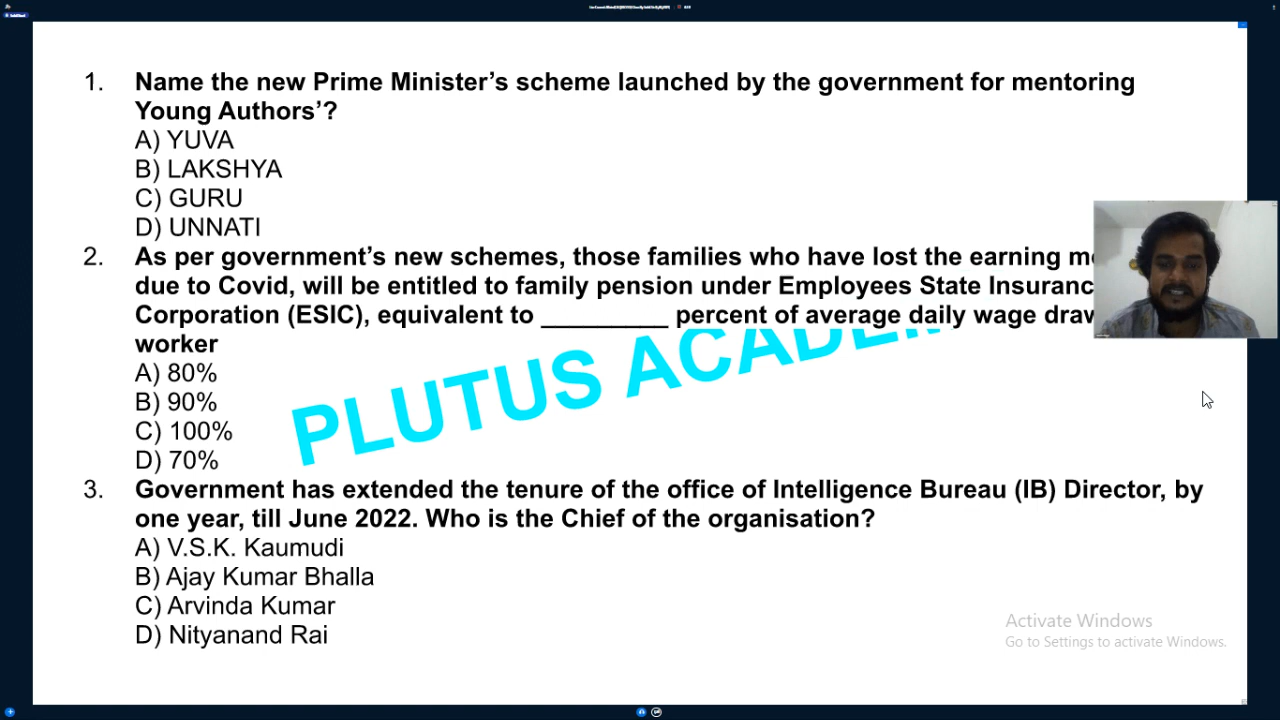 1. Name the new Prime Minister's scheme launched by the government for mentoring
Young Authors'?
A) YUVA
B) LAKSHYA
C) GURU
D) UNNATI
2. As per government's new schemes, those families who have lost the earning
due to Covid, will be entitled to family pension under Employees State
Corporation (ESIC), equivalent to _________ percent of average daily wage
worker
A) 80%
B) 90%
C) 100%
D) 70%
PLUTUS
3. Government has extended the tenure of the office of Intelligence Bureau (IB) Director, by
one year, till June 2022. Who is the Chief of the organisation?
A) V.S.K. Kaumudi
B) Ajay Kumar Bhalla
C) Arvinda Kumar
D) Nityanand Rai
Activate Windows
Go to Settings to activate Windows.